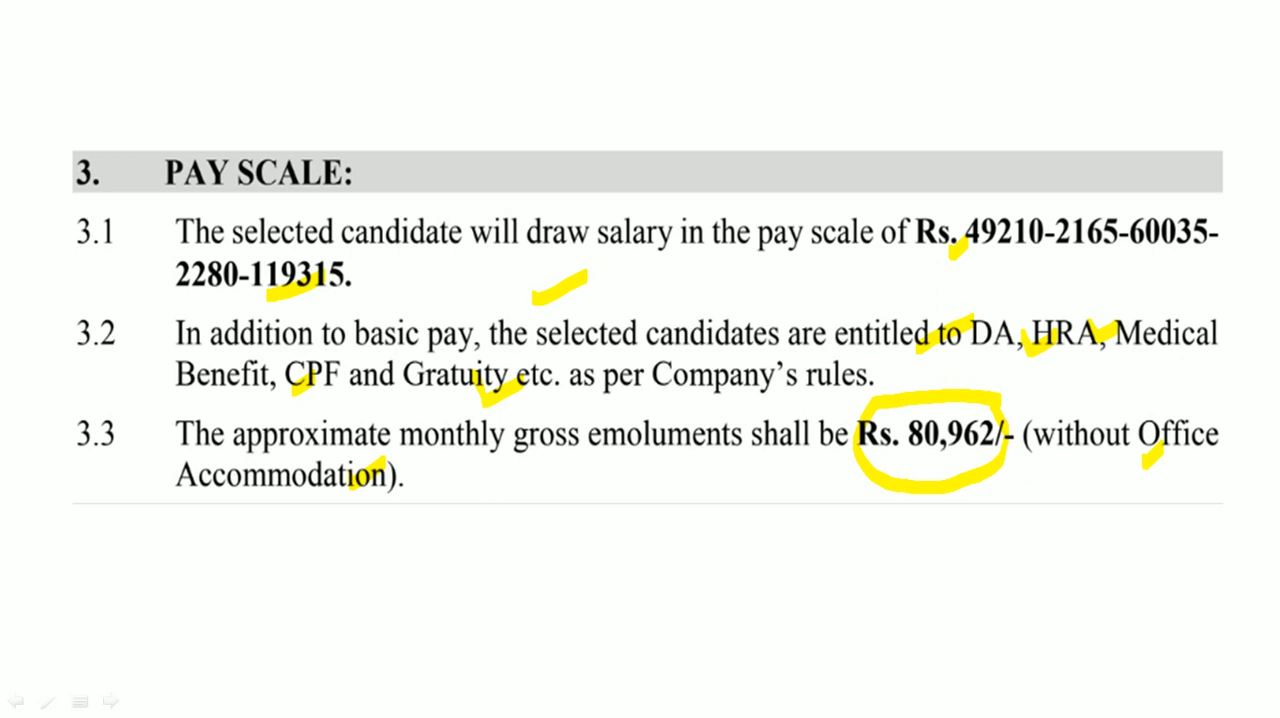 3. PAY SCALE:
3.1 The selected candidate will draw salary in the pay scale of Rs. 49210-2165-60035-
2280-119315.
3.2 In addition to basic pay, the selected candidates are entitled to DA, HRA, Medical
Benefit, CPF and Gratuity etc. as per Company’s rules.
3.3 The approximate monthly gross emoluments shall be Rs. 80,962/- (without Office
Accommodation).